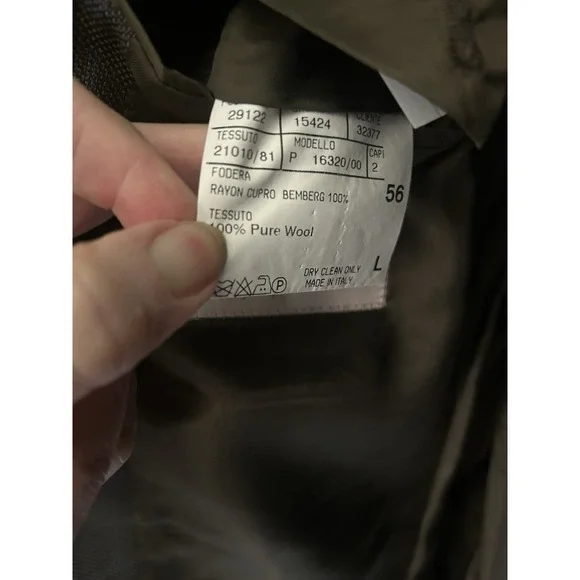 29122 15424 32377
TESSUTO MODELLO CAPI
21010/81 P 16320/00 2
FODERA
RAYON CUPRO BEMBERG 100% 56
TESSUTO
100% Pure Wool
DRY CLEAN ONLY L
MADE IN ITALY
P